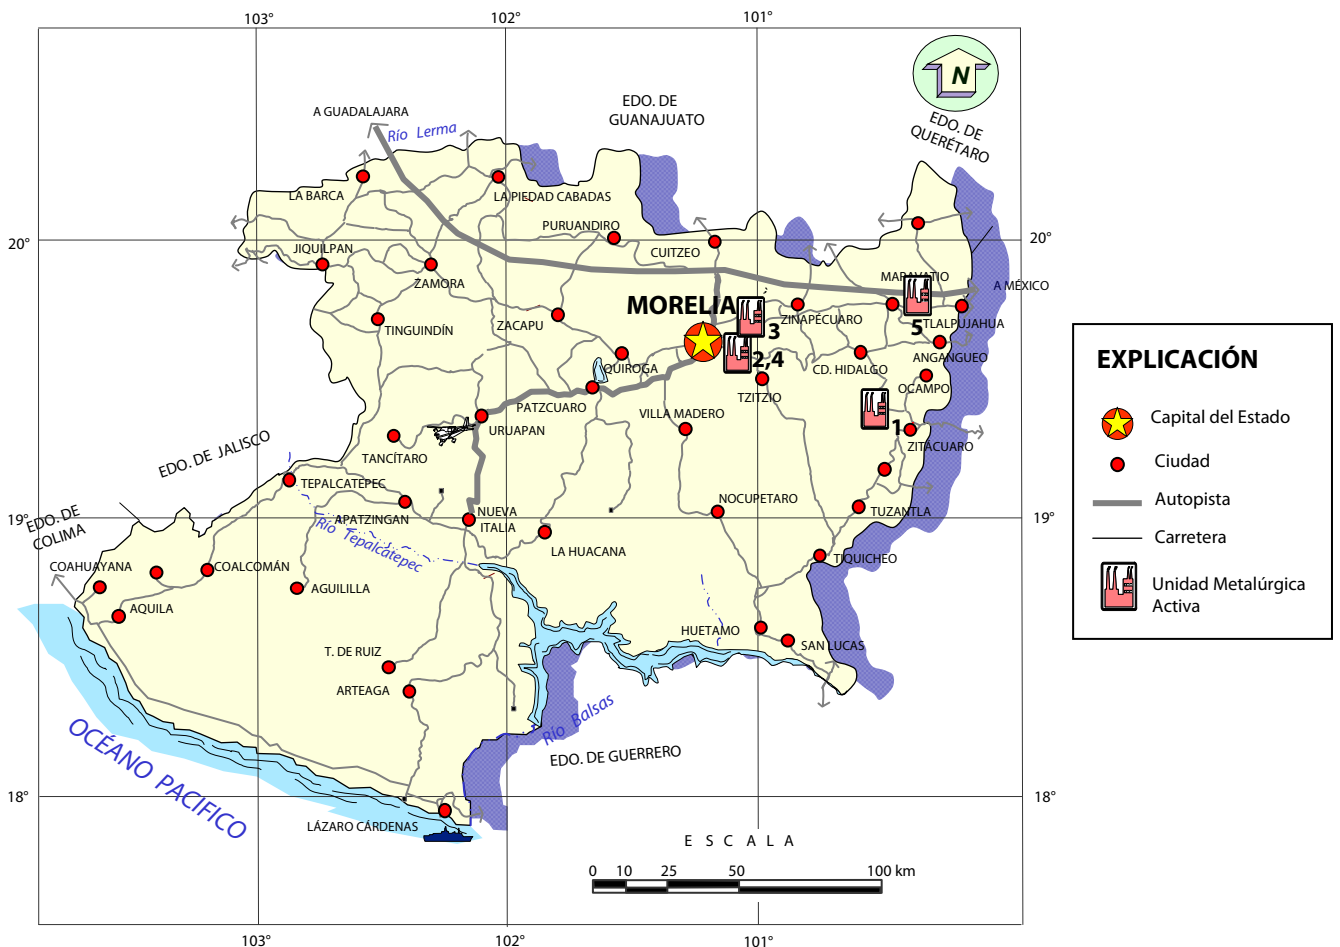 103°
102°
101°
N
EDO. DE
GUANAJUATO
EDO. DE
QUERÉTARO
A GUADALAJARA
Río Lerma
LA BARCA
LA PIEDAD CABADAS
PURUANDIRO
CUITZEO
20°
20°
JIQUILPAN
ZAMORA
MARAVATIO
A MÉXICO
MORELIA
3
ZINAPÉCUARO
5
TLALPUJAHUA
TINGUINDÍN
ZACAPU
2,4
QUIROGA
CD. HIDALGO
ANGANGUEO
OCAMPO
TZITZIO
PATZCUARO
VILLA MADERO
1
ZITÁCUARO
URUAPAN
TANCÍTARO
EDO. DE JALISCO
TEPALCATEPEC
APATZINGAN
NUEVA
ITALIA
NOCUPETARO
TUZANTLA
19°
19°
EDO. DE
COLIMA
Río Tepalcatepec
LA HUACANA
TIQUICHEO
COAHUAYANA
COALCOMÁN
AGUILILLA
AQUILA
HUETAMO
SAN LUCAS
T. DE RUIZ
ARTEAGA
Río Balsas
EDO. DE GUERRERO
OCÉANO PACIFICO
18°
18°
LÁZARO CÁRDENAS
E S C A L A
0 10 25 50 100 km
103°
102°
101°
EXPLICACIÓN
Capital del Estado
Ciudad
Autopista
Carretera
Unidad Metalúrgica
Activa